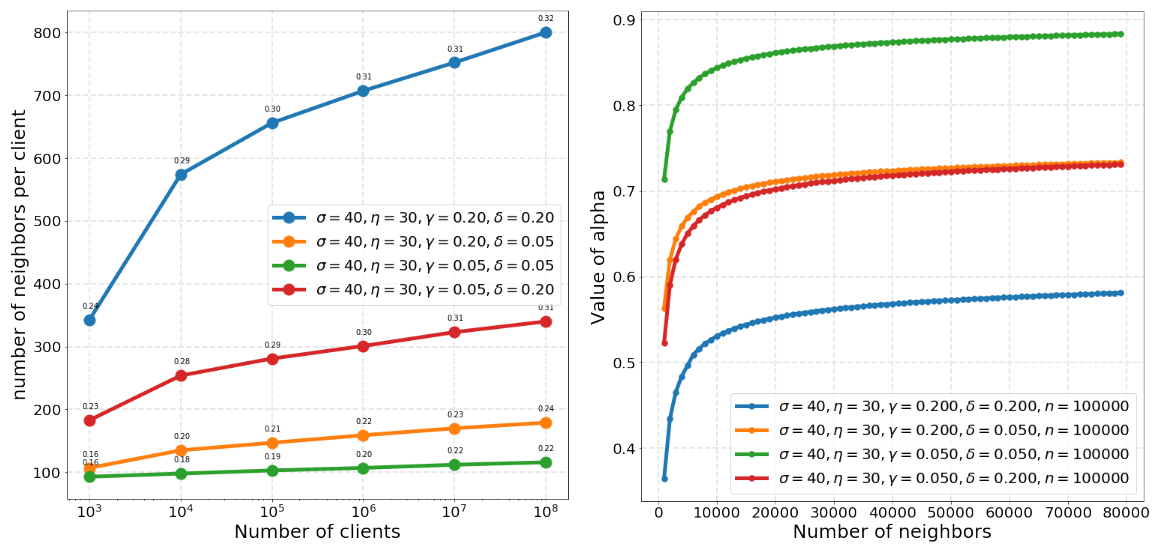 number of neighbors per client
800
700
600
500
400
300
200
100
0.24
0.29
0.30
0.31
0.31
0.32
0.23
0.28
0.29
0.30
0.31
0.31
0.16
0.20
0.21
0.22
0.23
0.24
0.16
0.18
0.19
0.20
0.22
0.22
σ = 40, η = 30, γ = 0.20, δ = 0.20
σ = 40, η = 30, γ = 0.20, δ = 0.05
σ = 40, η = 30, γ = 0.05, δ = 0.05
σ = 40, η = 30, γ = 0.05, δ = 0.20
10³ 10⁴ 10⁵ 10⁶ 10⁷ 10⁸
Number of clients
Value of alpha
0.9
0.8
0.7
0.6
0.5
0.4
σ = 40, η = 30, γ = 0.200, δ = 0.200, n = 100000
σ = 40, η = 30, γ = 0.200, δ = 0.050, n = 100000
σ = 40, η = 30, γ = 0.050, δ = 0.050, n = 100000
σ = 40, η = 30, γ = 0.050, δ = 0.200, n = 100000
0 10000 20000 30000 40000 50000 60000 70000 80000
Number of neighbors